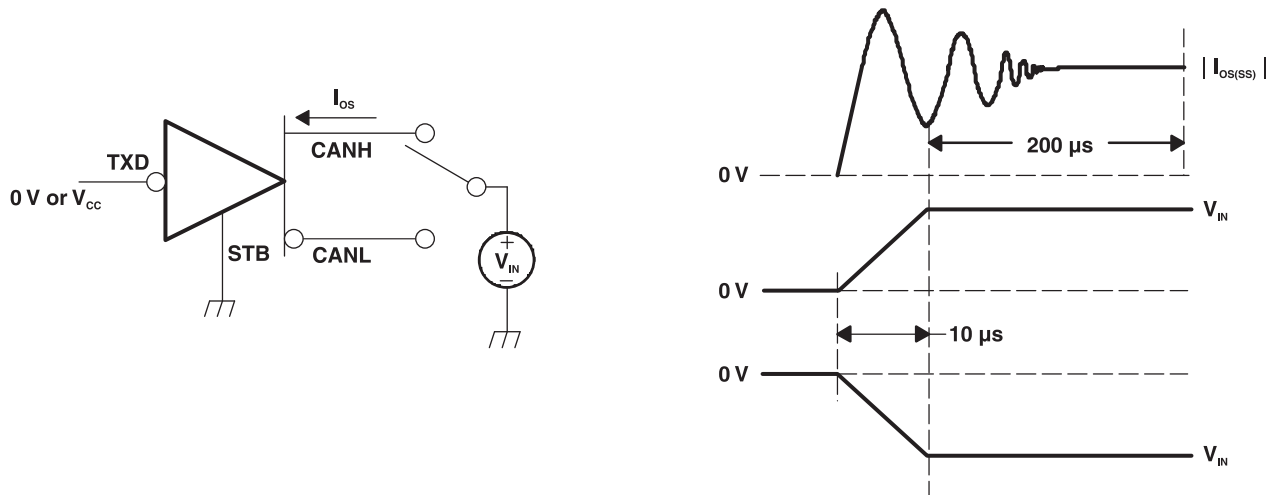 I_OS
CANH
TXD
0 V or V_CC
STB
CANL
+
V_IN
–
| I_OS(SS) |
200 µs
0 V
V_IN
0 V
10 µs
0 V
V_IN